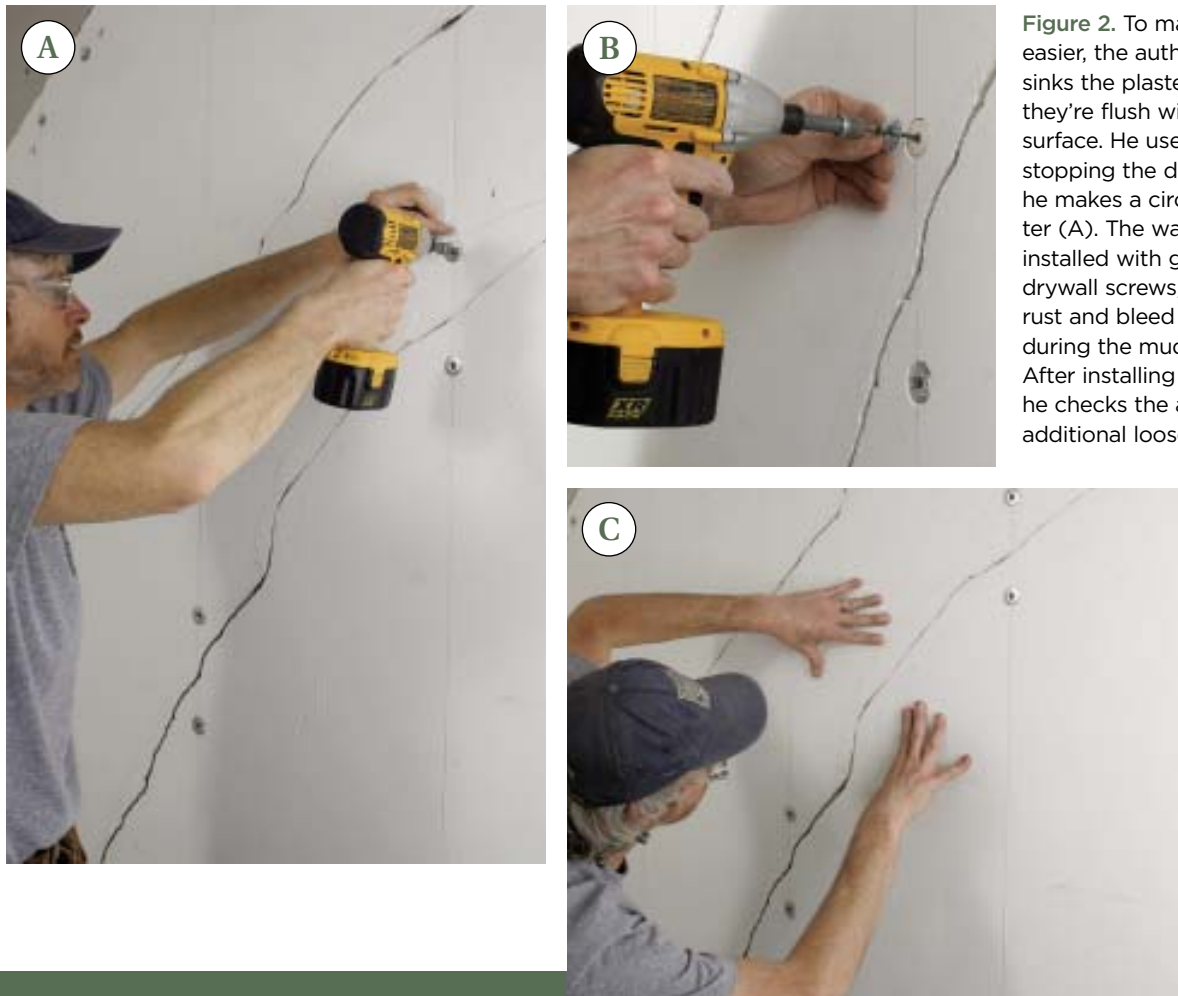 A
B
C
XR
Figure 2. To ma
easier, the auth
sinks the plaste
they're flush wi
surface. He use
stopping the d
he makes a circ
ter (A). The wa
installed with g
drywall screws,
rust and bleed
during the mud
After installing
he checks the a
additional loose